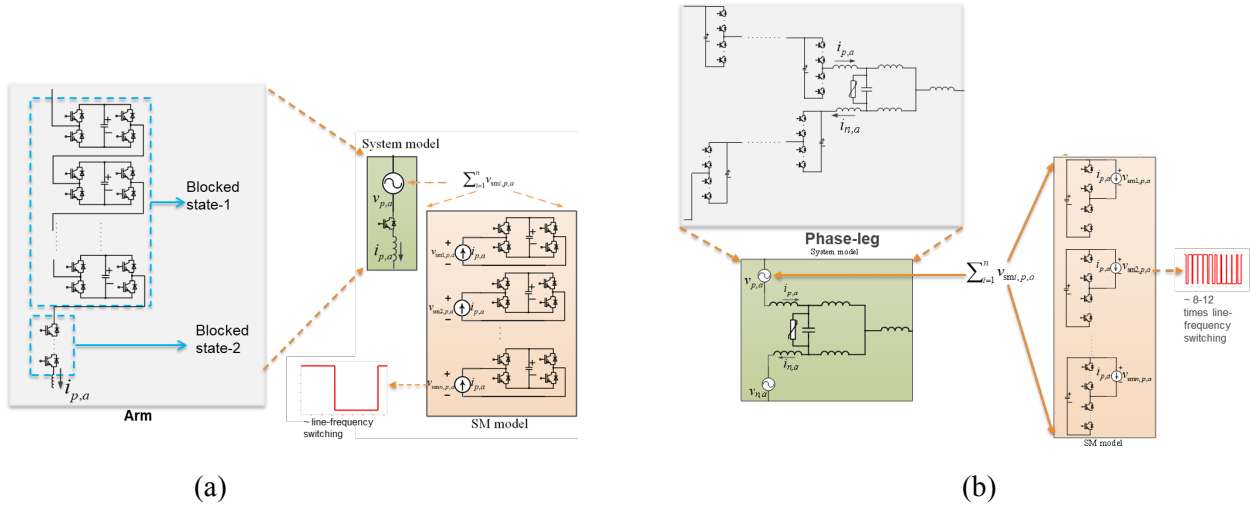 Blocked
state-1
Blocked
state-2
i_{p,a}
Arm
System model
v_{p,a}
i_{p,a}
\sum_{i=1}^{n} v_{smi,p,a}
+
v_{sm1,p,a} i_{p,a}
−
+
v_{sm2,p,a} i_{p,a}
−
+
v_{smn,p,a} i_{p,a}
−
SM model
~ line-frequency
switching
(a)
i_{p,a}
i_{n,a}
Phase-leg
System model
v_{p,a}
i_{p,a}
i_{n,a}
v_{n,a}
\sum_{i=1}^{n} v_{smi,p,a}
i_{p,a} v_{sm1,p,a}
i_{p,a} v_{sm2,p,a}
i_{p,a} v_{smn,p,a}
SM model
~ 8-12
times line-
frequency
switching
(b)